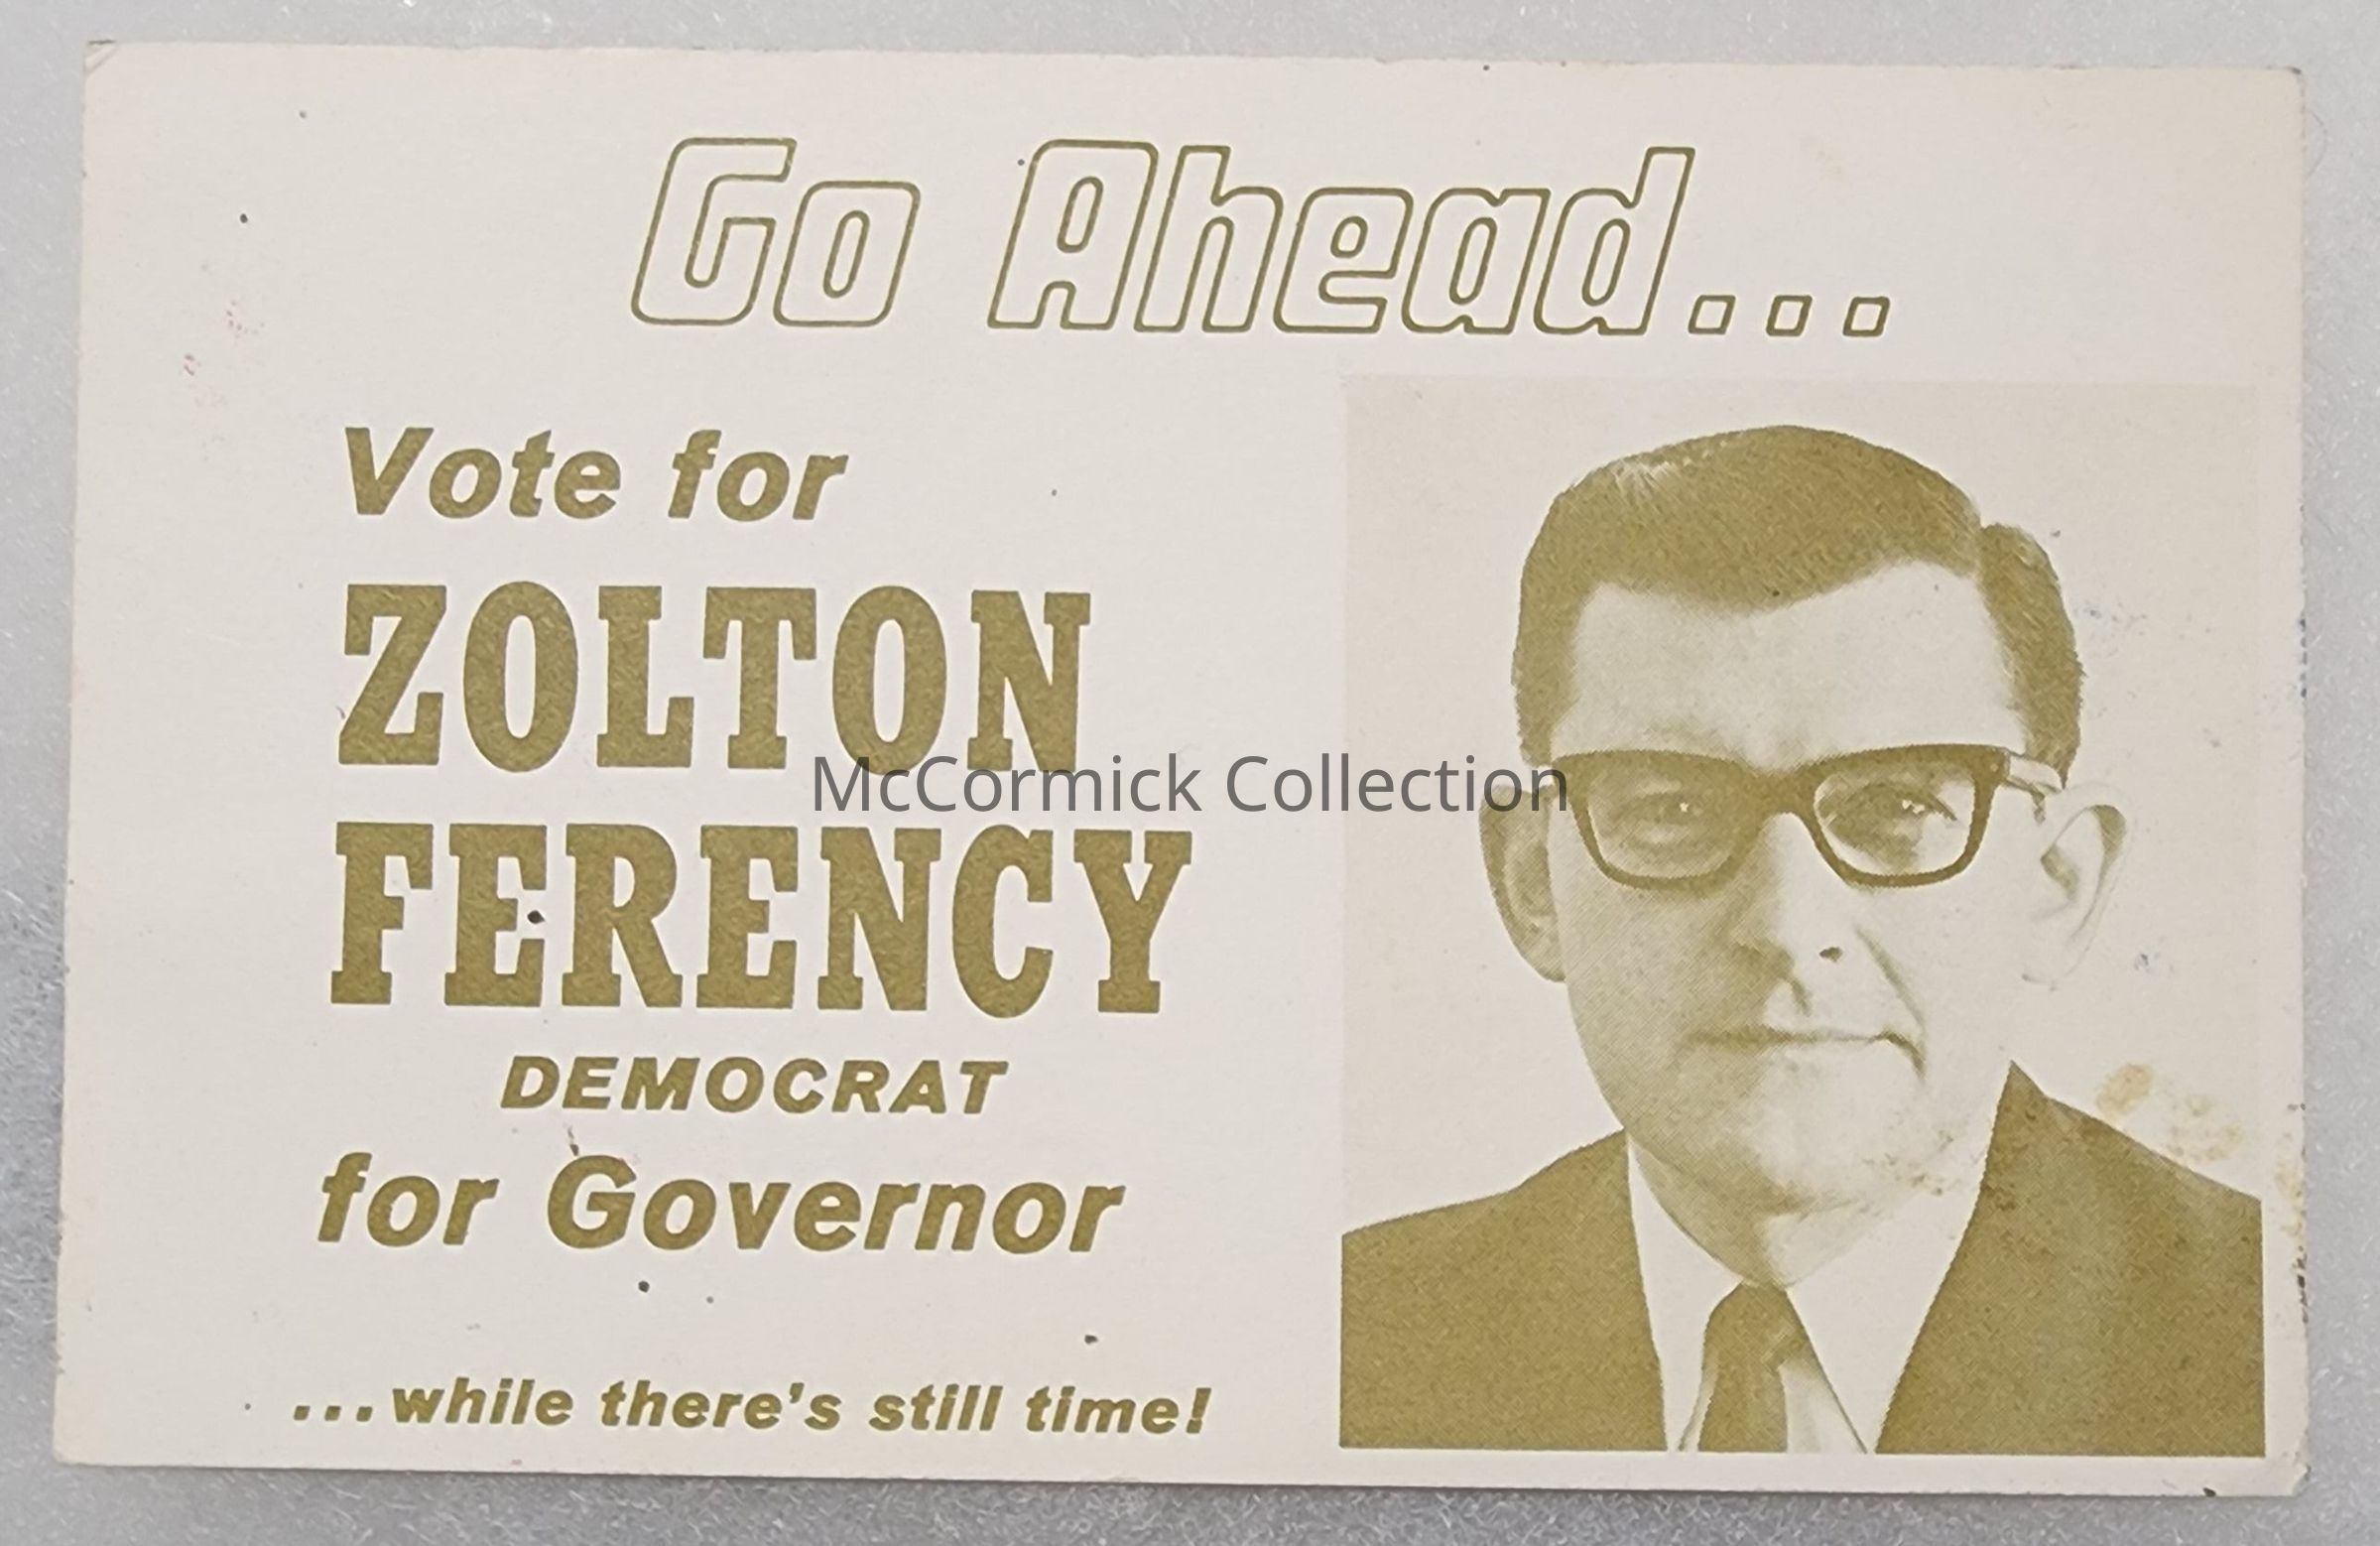 Go Ahead...
Vote for
ZOLTON
McCormick Collection
FERENCY
DEMOCRAT
for Governor
...while there's still time!